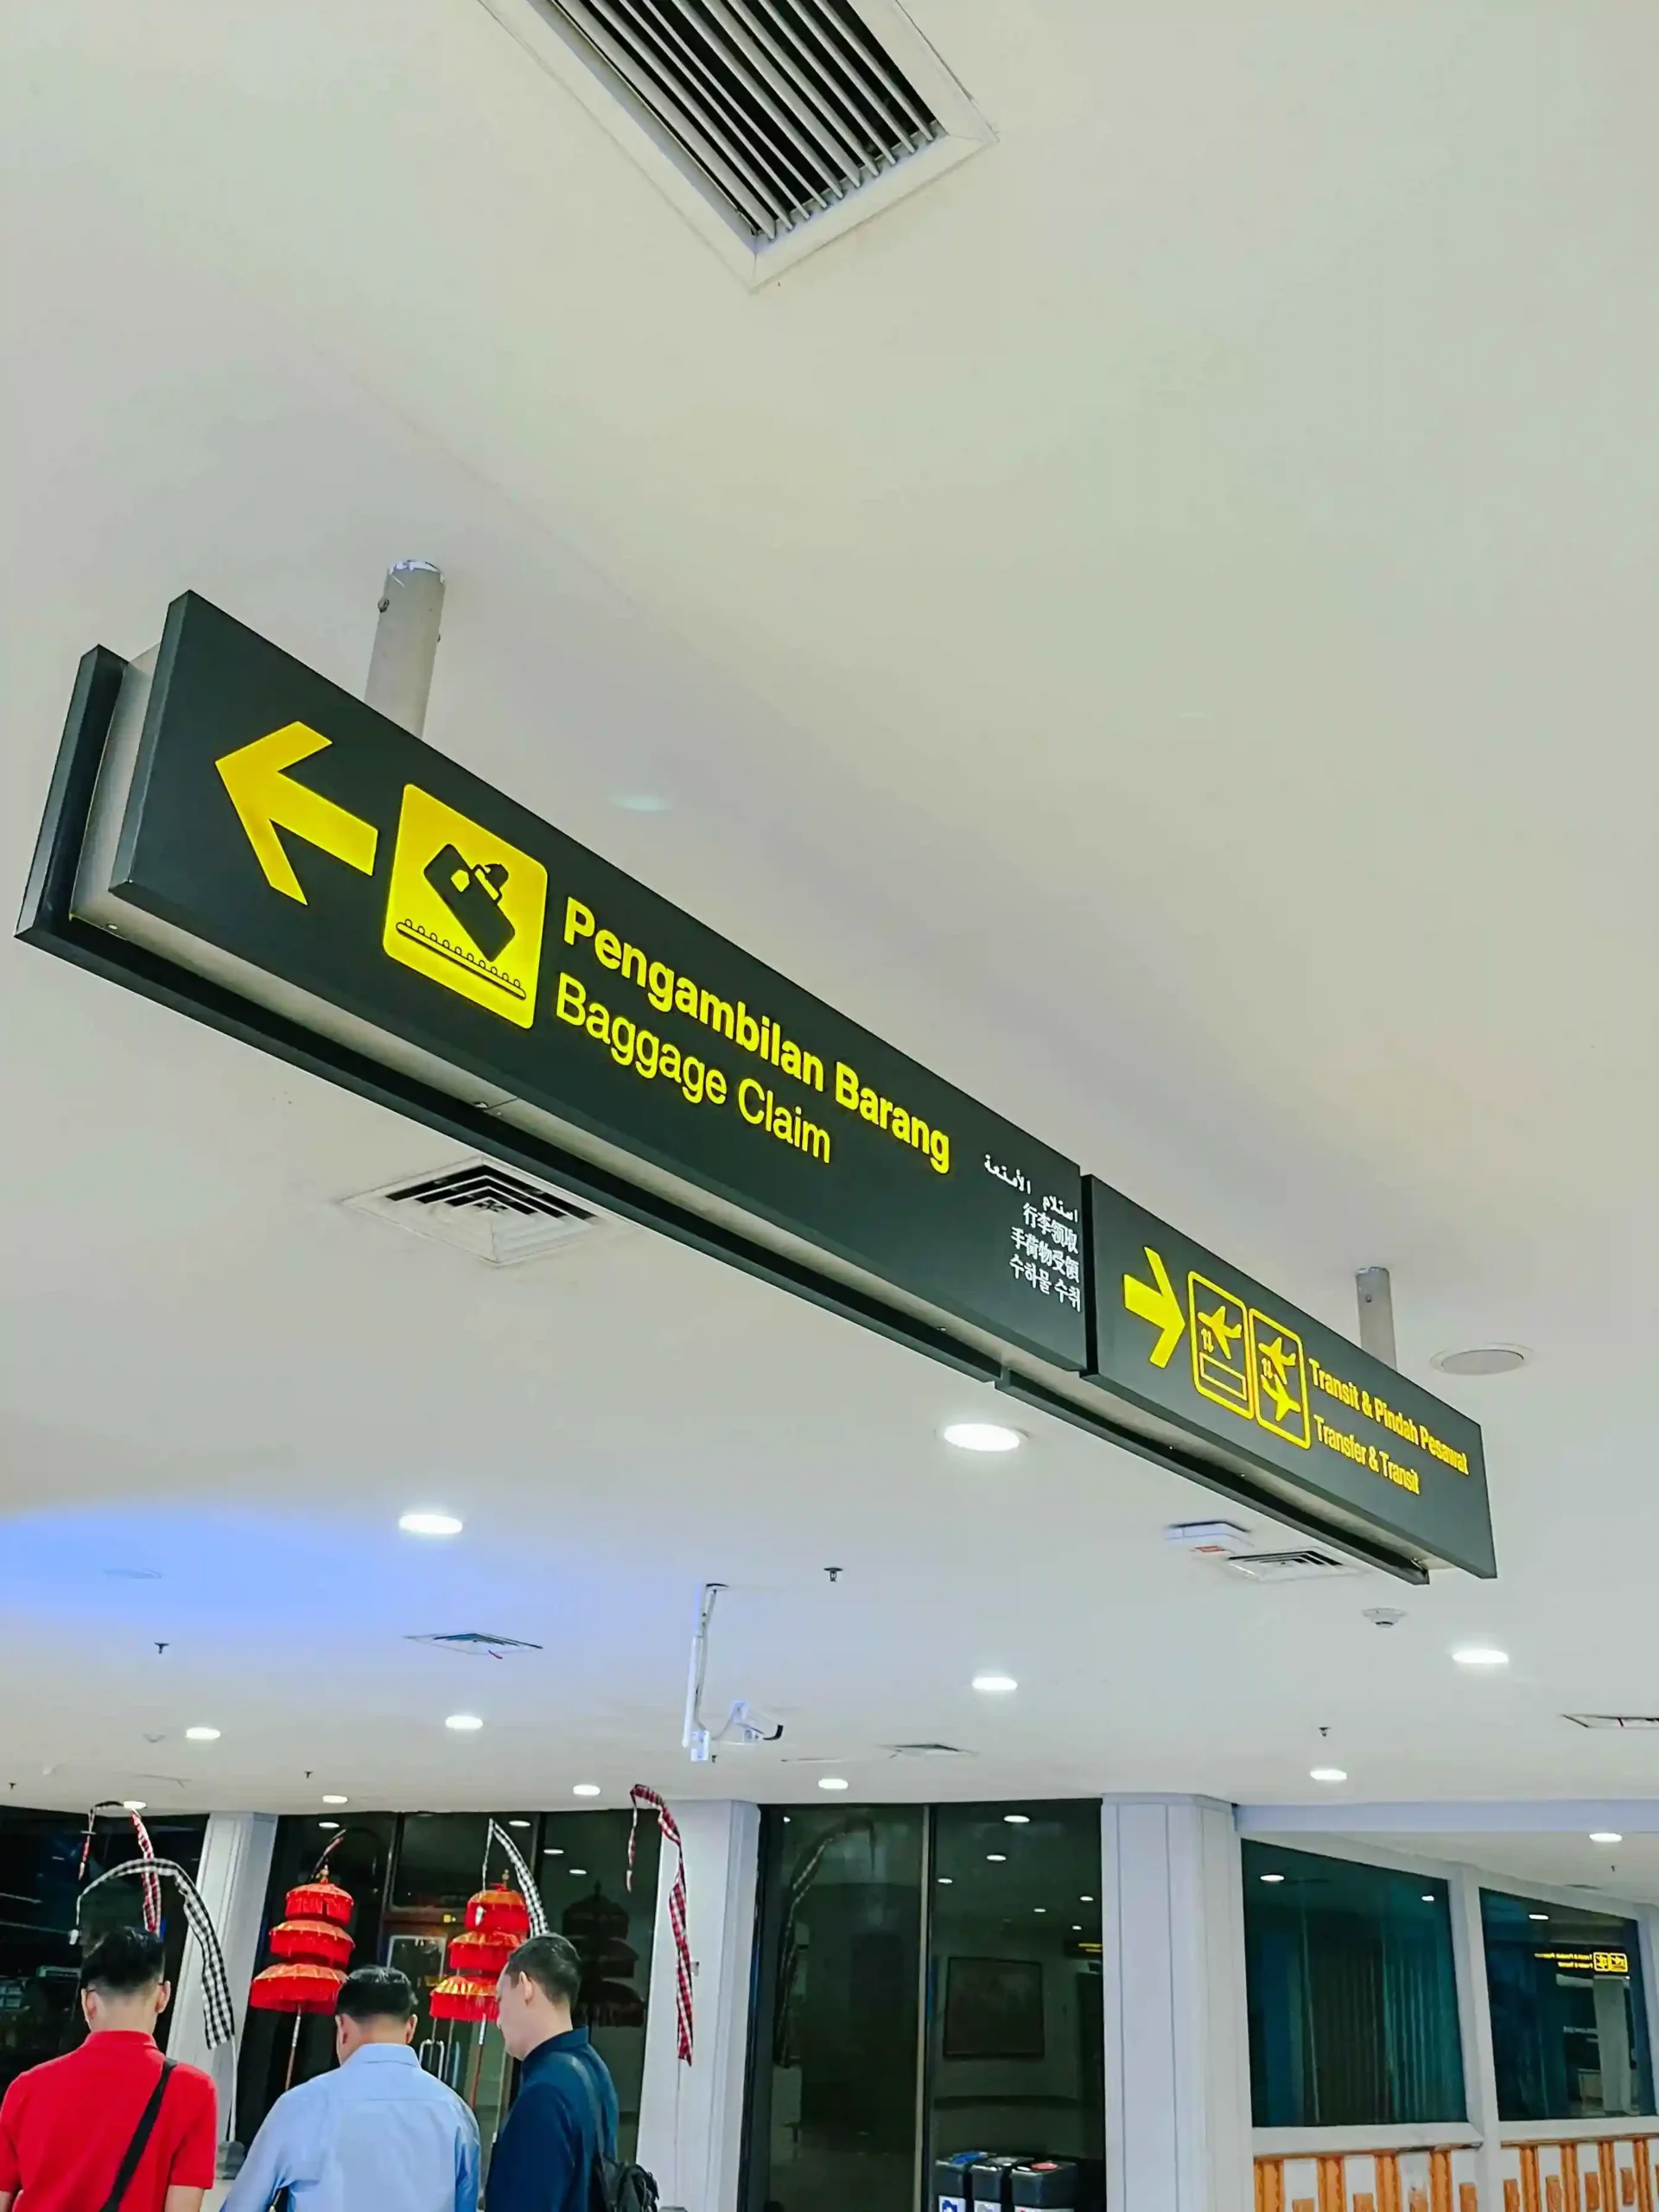 Pengambilan Barang
Baggage Claim
استلام الأمتعة
行李领取
手荷物受領
수하물 수취
Transit & Pindah Pesawat
Transfer & Transit